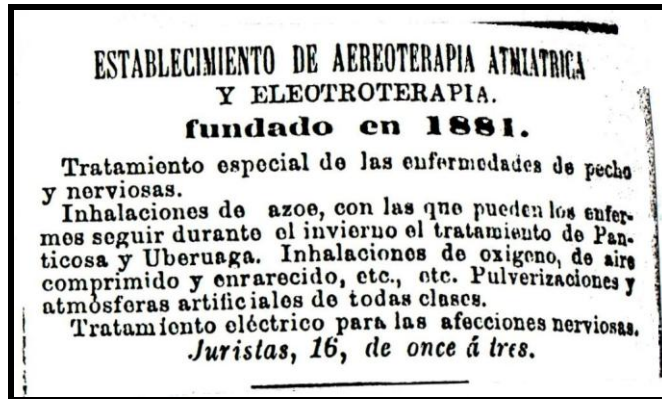 ESTABLECIMIENTO DE AEREOTERAPIA ATMIATRICA
Y ELEOTROTERAPIA.
fundado en 1881.
Tratamiento especial de las enfermedades de pecho
y nerviosas.
Inhalaciones de azoe, con las que pueden los enfer-
mos seguir durante el invierno el tratamiento de Pan-
ticosa y Uberuaga. Inhalaciones de oxigeno, de aire
comprimido y enrarecido, etc., etc. Pulverizaciones y
atmósferas artificiales de todas clases.
Tratamiento eléctrico para las afecciones nerviosas.
Juristas, 16, de once á tres.